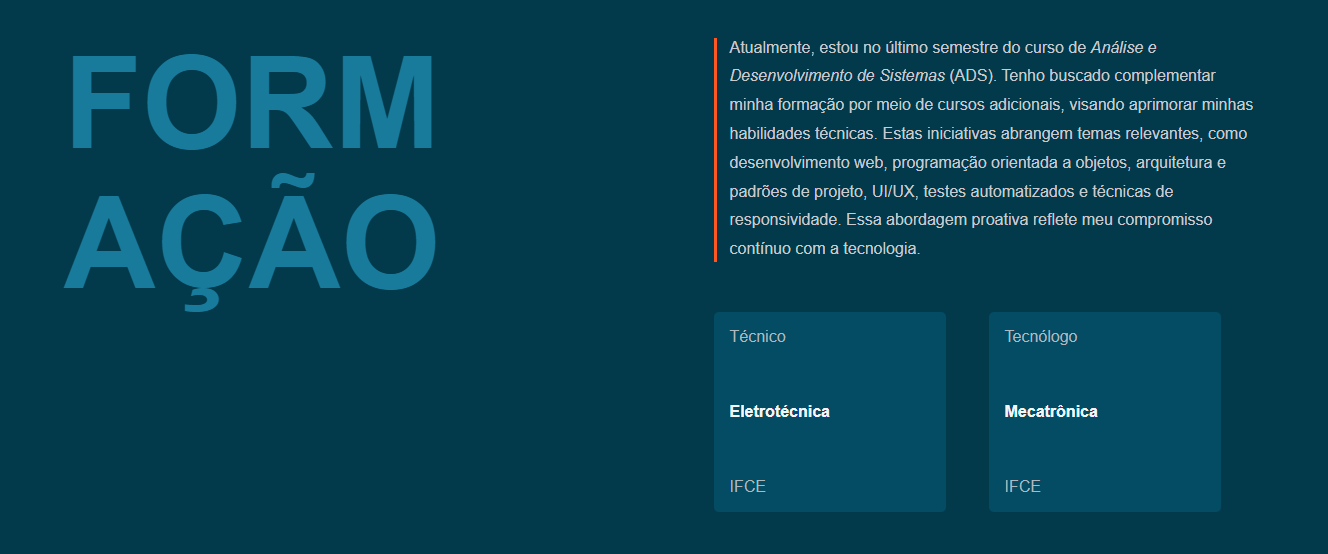 FORM
AÇÃO
Atualmente, estou no último semestre do curso de Análise e
Desenvolvimento de Sistemas (ADS). Tenho buscado complementar
minha formação por meio de cursos adicionais, visando aprimorar minhas
habilidades técnicas. Estas iniciativas abrangem temas relevantes, como
desenvolvimento web, programação orientada a objetos, arquitetura e
padrões de projeto, UI/UX, testes automatizados e técnicas de
responsividade. Essa abordagem proativa reflete meu compromisso
contínuo com a tecnologia.
Técnico
Eletrotécnica
IFCE
Tecnólogo
Mecatrônica
IFCE